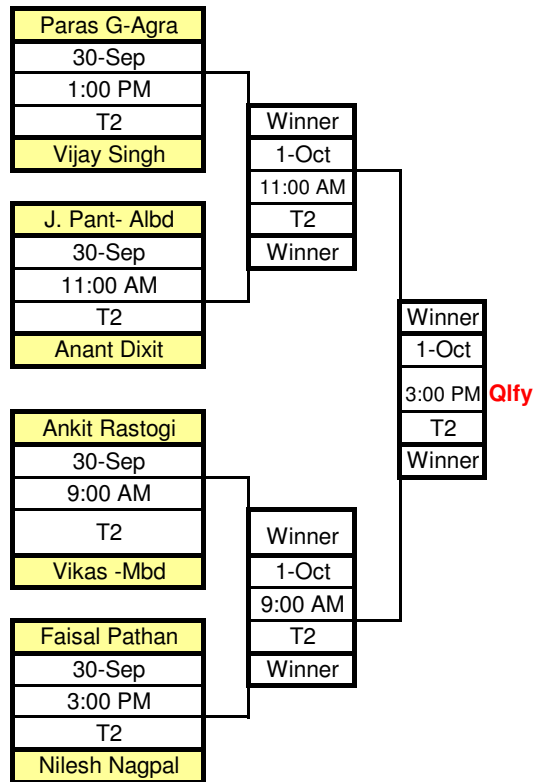 Paras G-Agra
30-Sep
1:00 PM
T2
Vijay Singh
J. Pant- Albd
30-Sep
11:00 AM
T2
Anant Dixit
Ankit Rastogi
30-Sep
9:00 AM
T2
Vikas -Mbd
Faisal Pathan
30-Sep
3:00 PM
T2
Nilesh Nagpal
Winner
1-Oct
11:00 AM
T2
Winner
Winner
1-Oct
9:00 AM
T2
Winner
Winner
1-Oct
3:00 PM Qlfy
T2
Winner